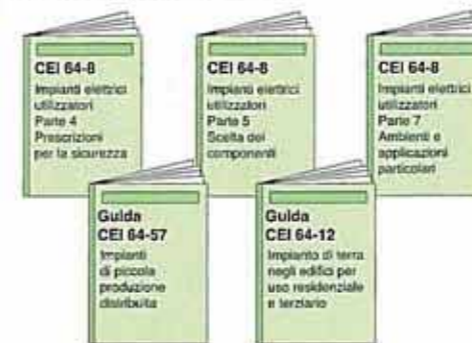 CEI 64-8
Impianti elettrici
utilizzatori
Parte 4
Prescrizioni
per la sicurezza
CEI 64-8
Impianti elettrici
utilizzatori
Parte 5
Scelta dei
componenti
CEI 64-8
Impianti elettrici
utilizzatori
Parte 7
Ambienti e
applicazioni
particolari
Guida
CEI 64-57
Impianti
di piccola
produzione
distribuita
Guida
CEI 64-12
Impianto di terra
negli edifici per
uso residenziale
e terziario